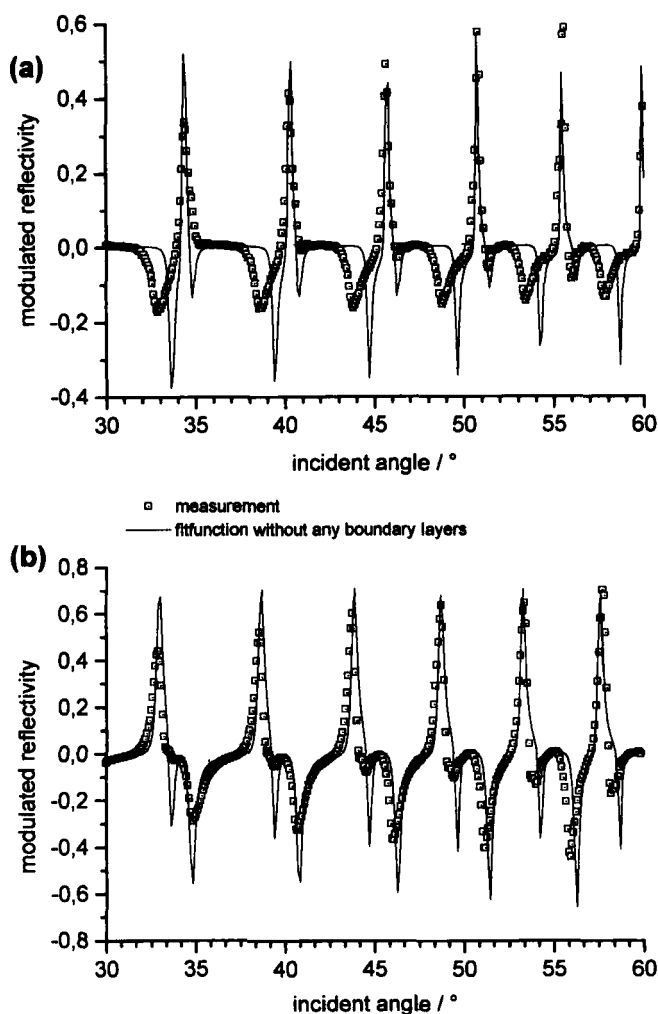 (a)
0,6
0,4
0,2
0,0
-0,2
-0,4
modulated reflectivity
30 35 40 45 50 55 60
incident angle / °
measurement
fitfunction without any boundary layers
(b)
0,8
0,6
0,4
0,2
0,0
-0,2
-0,4
-0,6
-0,8
modulated reflectivity
30 35 40 45 50 55 60
incident angle / °